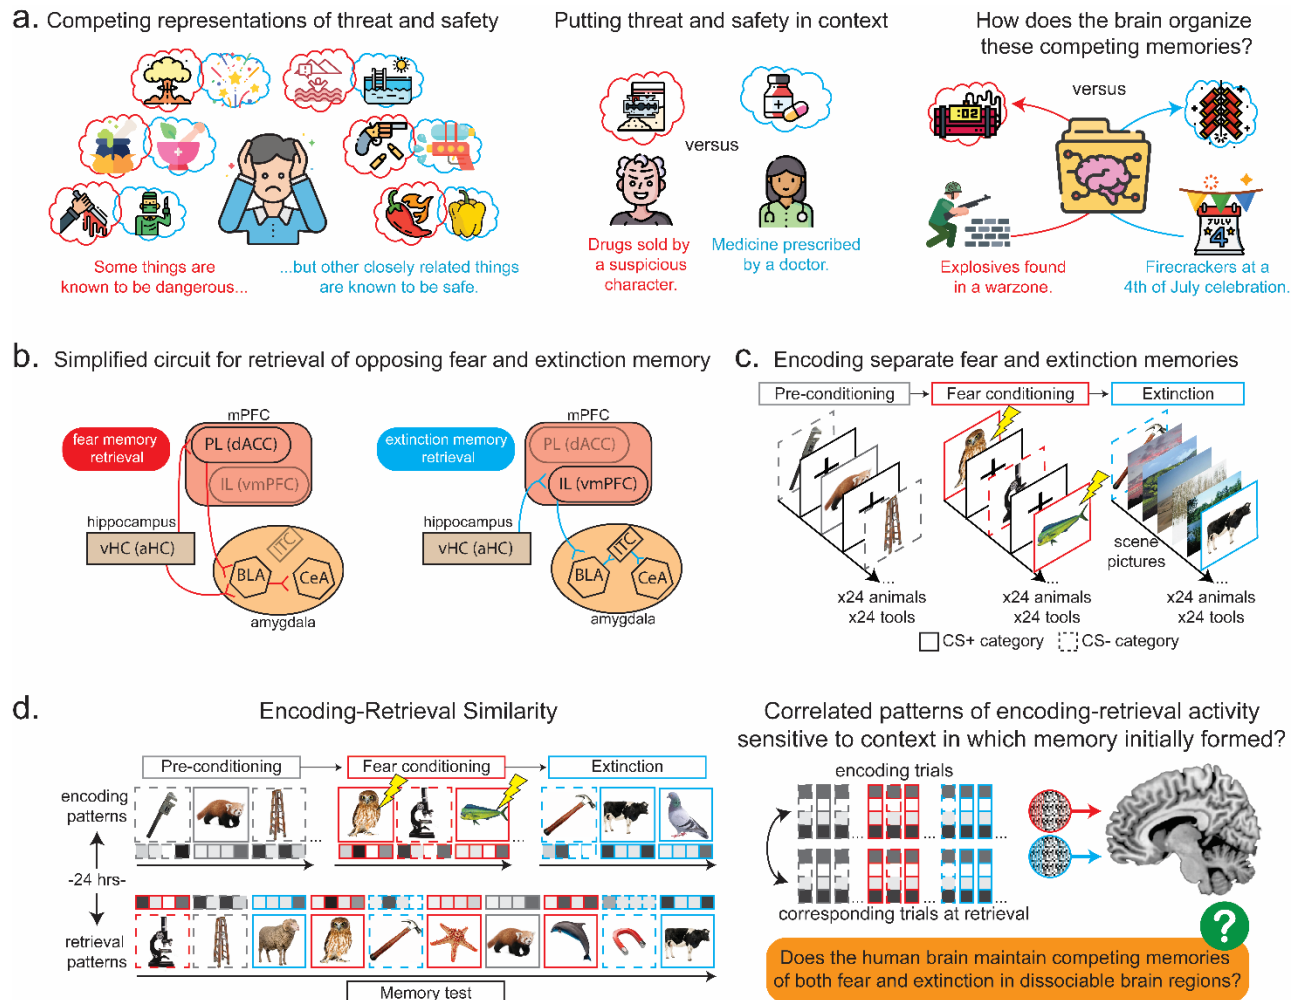 a. Competing representations of threat and safety
Some things are
known to be dangerous...
...but other closely related things
are known to be safe.
Putting threat and safety in context
versus
Drugs sold by
a suspicious
character.
Medicine prescribed
by a doctor.
How does the brain organize
these competing memories?
versus
:02
JULY
4
Explosives found
in a warzone.
Firecrackers at a
4th of July celebration.
b. Simplified circuit for retrieval of opposing fear and extinction memory
fear memory
retrieval
mPFC
PL (dACC)
IL (vmPFC)
hippocampus
vHC (aHC)
ITC
BLA
CeA
amygdala
extinction memory
retrieval
mPFC
PL (dACC)
IL (vmPFC)
hippocampus
vHC (aHC)
ITC
BLA
CeA
amygdala
c. Encoding separate fear and extinction memories
Pre-conditioning
Fear conditioning
Extinction
scene
pictures
...
x24 animals
x24 tools
...
x24 animals
x24 tools
...
x24 animals
x24 tools
CS+ category
CS- category
d. Encoding-Retrieval Similarity
Pre-conditioning
Fear conditioning
Extinction
encoding
patterns
...
...
-24 hrs-
retrieval
patterns
Memory test
Correlated patterns of encoding-retrieval activity
sensitive to context in which memory initially formed?
encoding trials
... ... ...
... ... ...
corresponding trials at retrieval
?
Does the human brain maintain competing memories
of both fear and extinction in dissociable brain regions?